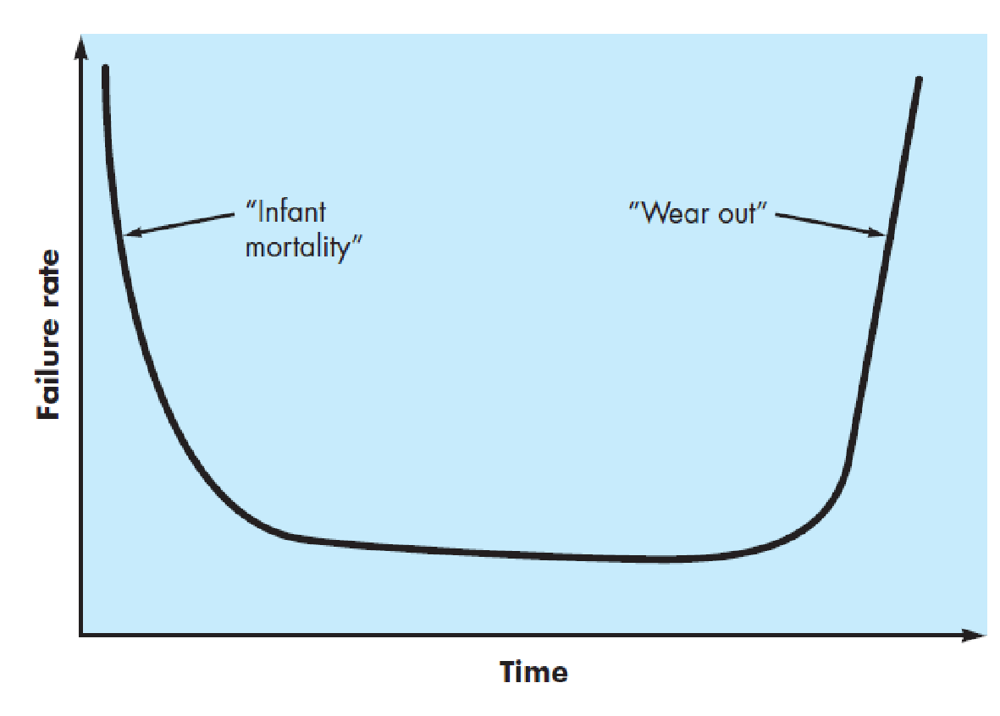 “Infant
mortality”
”Wear out”
Failure rate
Time